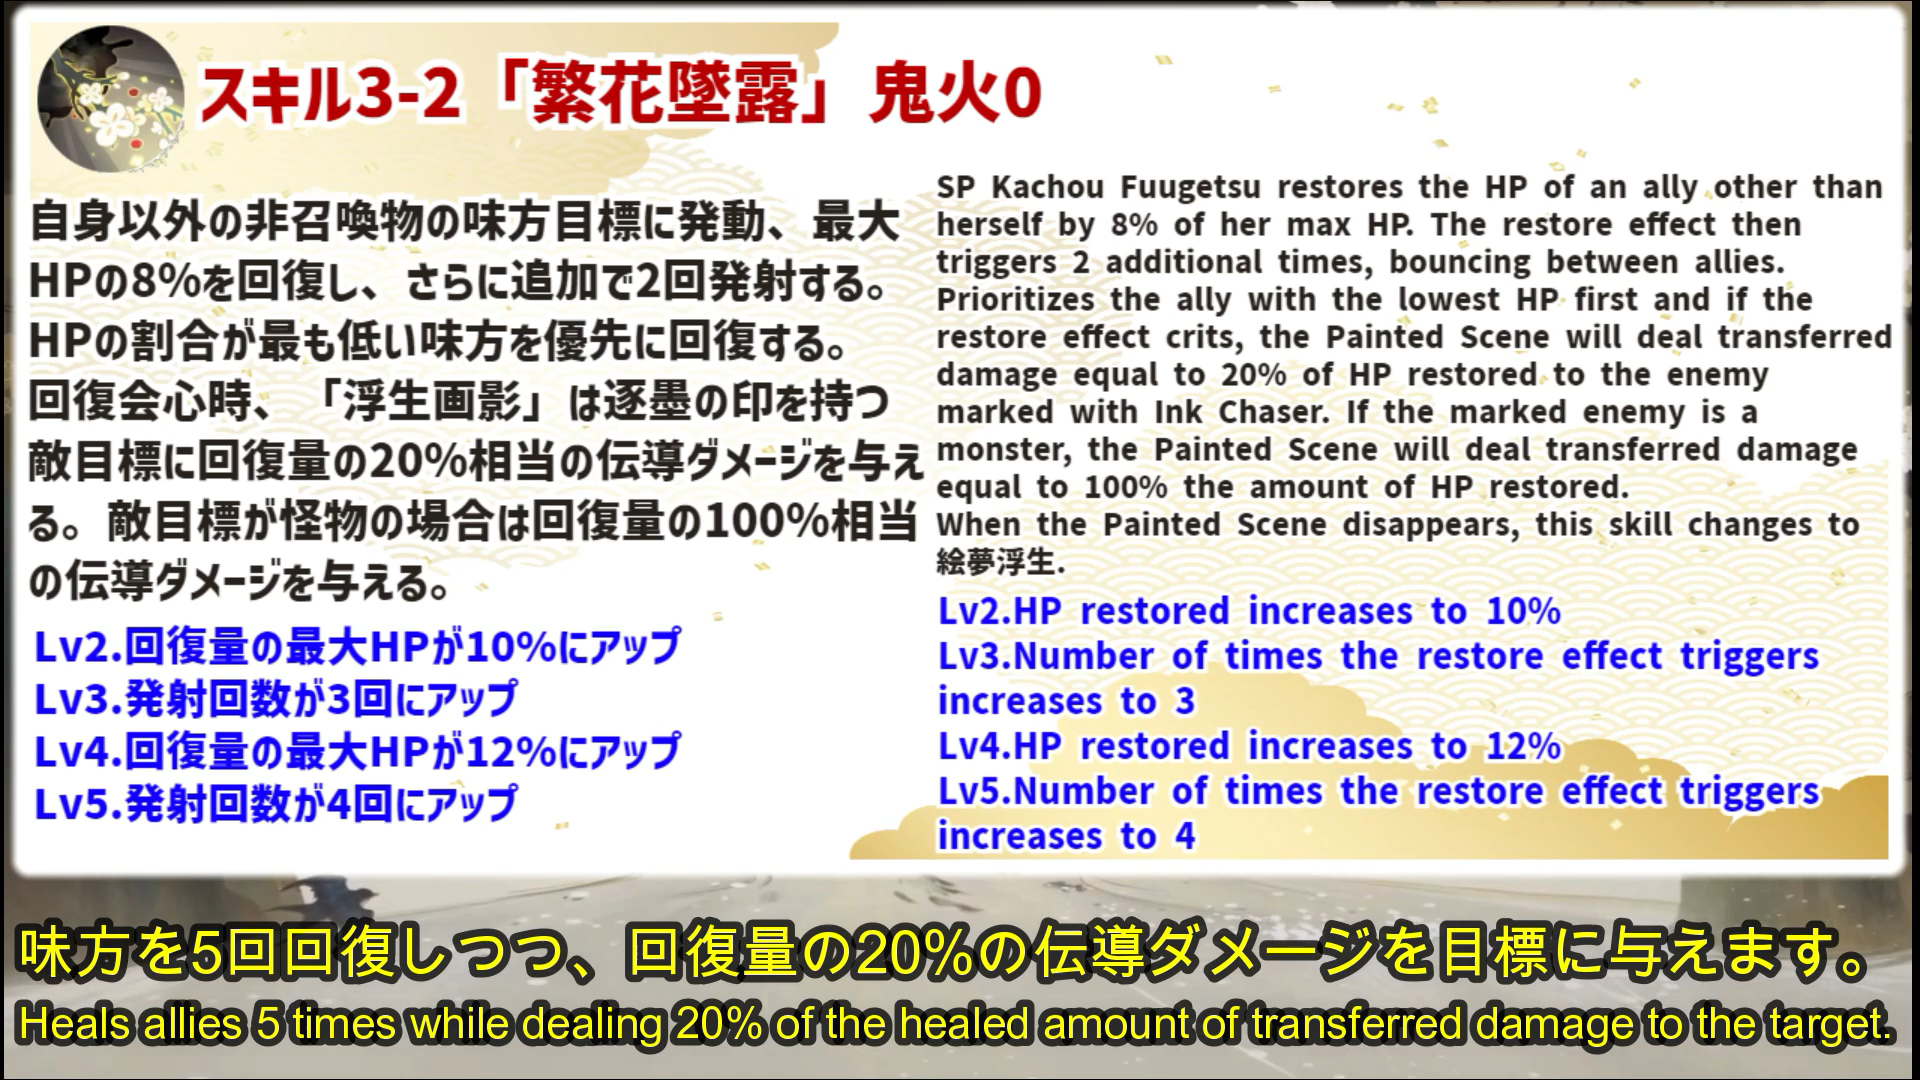 スキル3-2「繁花墜露」鬼火0
自身以外の非召喚物の味方目標に発動、最大
HPの8%を回復し、さらに追加で2回発射する。
HPの割合が最も低い味方を優先に回復する。
回復会心時、「浮生画影」は逐墨の印を持つ
敵目標に回復量の20%相当の伝導ダメージを与え
る。敵目標が怪物の場合は回復量の100%相当
の伝導ダメージを与える。
Lv2.回復量の最大HPが10%にアップ
Lv3.発射回数が3回にアップ
Lv4.回復量の最大HPが12%にアップ
Lv5.発射回数が4回にアップ
SP Kachou Fuugetsu restores the HP of an ally other than
herself by 8% of her max HP. The restore effect then
triggers 2 additional times, bouncing between allies.
Prioritizes the ally with the lowest HP first and if the
restore effect crits, the Painted Scene will deal transferred
damage equal to 20% of HP restored to the enemy
marked with Ink Chaser. If the marked enemy is a
monster, the Painted Scene will deal transferred damage
equal to 100% the amount of HP restored.
When the Painted Scene disappears, this skill changes to
絵夢浮生.
Lv2.HP restored increases to 10%
Lv3.Number of times the restore effect triggers
increases to 3
Lv4.HP restored increases to 12%
Lv5.Number of times the restore effect triggers
increases to 4
味方を5回回復しつつ、回復量の20%の伝導ダメージを目標に与えます。
Heals allies 5 times while dealing 20% of the healed amount of transferred damage to the target.